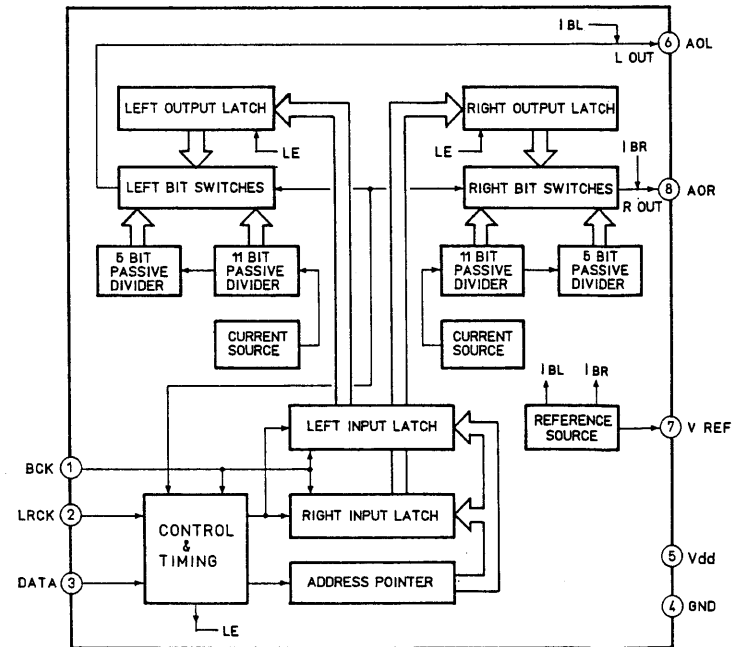 I BL
6 AOL
L OUT
LEFT OUTPUT LATCH
RIGHT OUTPUT LATCH
LE
LE
I BR
LEFT BIT SWITCHES
RIGHT BIT SWITCHES
8 AOR
R OUT
5 BIT PASSIVE DIVIDER
11 BIT PASSIVE DIVIDER
11 BIT PASSIVE DIVIDER
5 BIT PASSIVE DIVIDER
CURRENT SOURCE
CURRENT SOURCE
I BL
I BR
LEFT INPUT LATCH
REFERENCE SOURCE
7 V REF
BCK 1
LRCK 2
RIGHT INPUT LATCH
CONTROL & TIMING
5 Vdd
DATA 3
ADDRESS POINTER
4 GND
LE